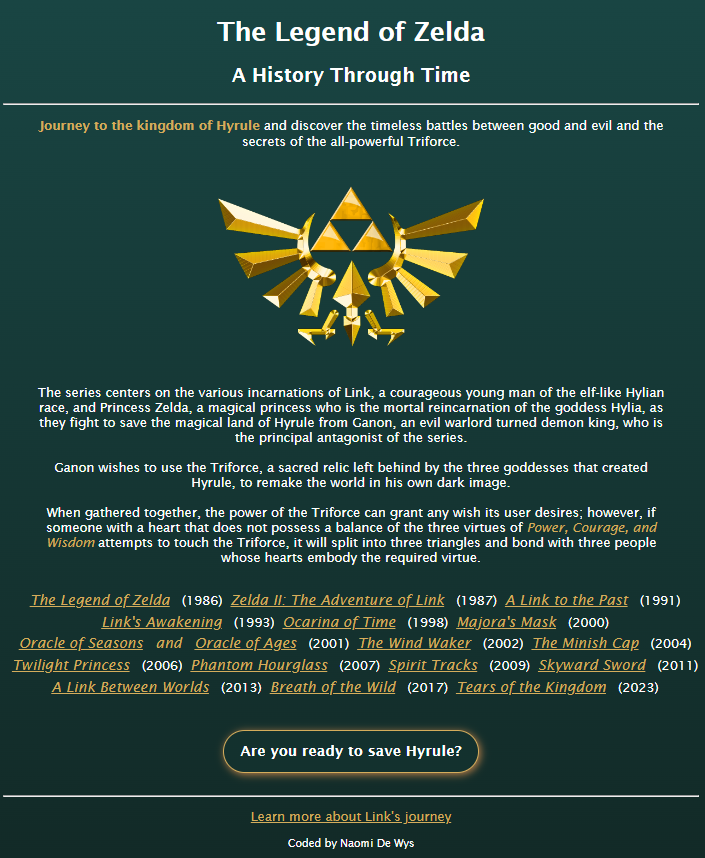 The Legend of Zelda
A History Through Time
Journey to the kingdom of Hyrule and discover the timeless battles between good and evil and the
secrets of the all-powerful Triforce.
The series centers on the various incarnations of Link, a courageous young man of the elf-like Hylian
race, and Princess Zelda, a magical princess who is the mortal reincarnation of the goddess Hylia, as
they fight to save the magical land of Hyrule from Ganon, an evil warlord turned demon king, who is
the principal antagonist of the series.
Ganon wishes to use the Triforce, a sacred relic left behind by the three goddesses that created
Hyrule, to remake the world in his own dark image.
When gathered together, the power of the Triforce can grant any wish its user desires; however, if
someone with a heart that does not possess a balance of the three virtues of Power, Courage, and
Wisdom attempts to touch the Triforce, it will split into three triangles and bond with three people
whose hearts embody the required virtue.
The Legend of Zelda (1986) Zelda II: The Adventure of Link (1987) A Link to the Past (1991)
Link's Awakening (1993) Ocarina of Time (1998) Majora's Mask (2000)
Oracle of Seasons and Oracle of Ages (2001) The Wind Waker (2002) The Minish Cap (2004)
Twilight Princess (2006) Phantom Hourglass (2007) Spirit Tracks (2009) Skyward Sword (2011)
A Link Between Worlds (2013) Breath of the Wild (2017) Tears of the Kingdom (2023)
Are you ready to save Hyrule?
Learn more about Link's journey
Coded by Naomi De Wys